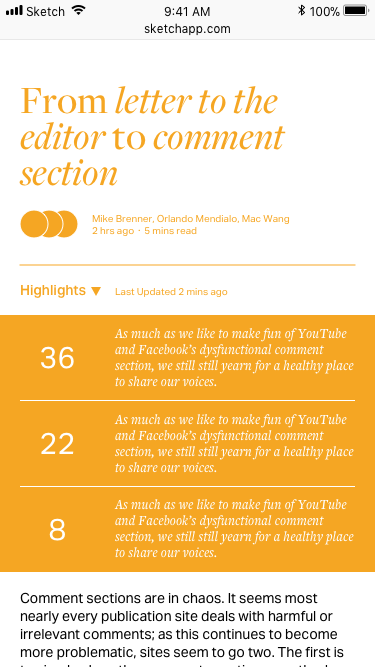 Sketch 9:41 AM 100%
sketchapp.com
From letter to the
editor to comment
section
Mike Brenner, Orlando Mendialo, Mac Wang
2 hrs ago · 5 mins read
Highlights ▼ Last Updated 2 mins ago
36
As much as we like to make fun of YouTube
and Facebook's dysfunctional comment
section, we still still yearn for a healthy place
to share our voices.
22
As much as we like to make fun of YouTube
and Facebook's dysfunctional comment
section, we still still yearn for a healthy place
to share our voices.
8
As much as we like to make fun of YouTube
and Facebook's dysfunctional comment
section, we still still yearn for a healthy place
to share our voices.
Comment sections are in chaos. It seems most
nearly every publication site deals with harmful or
irrelevant comments; as this continues to become
more problematic, sites seem to go two. The first is